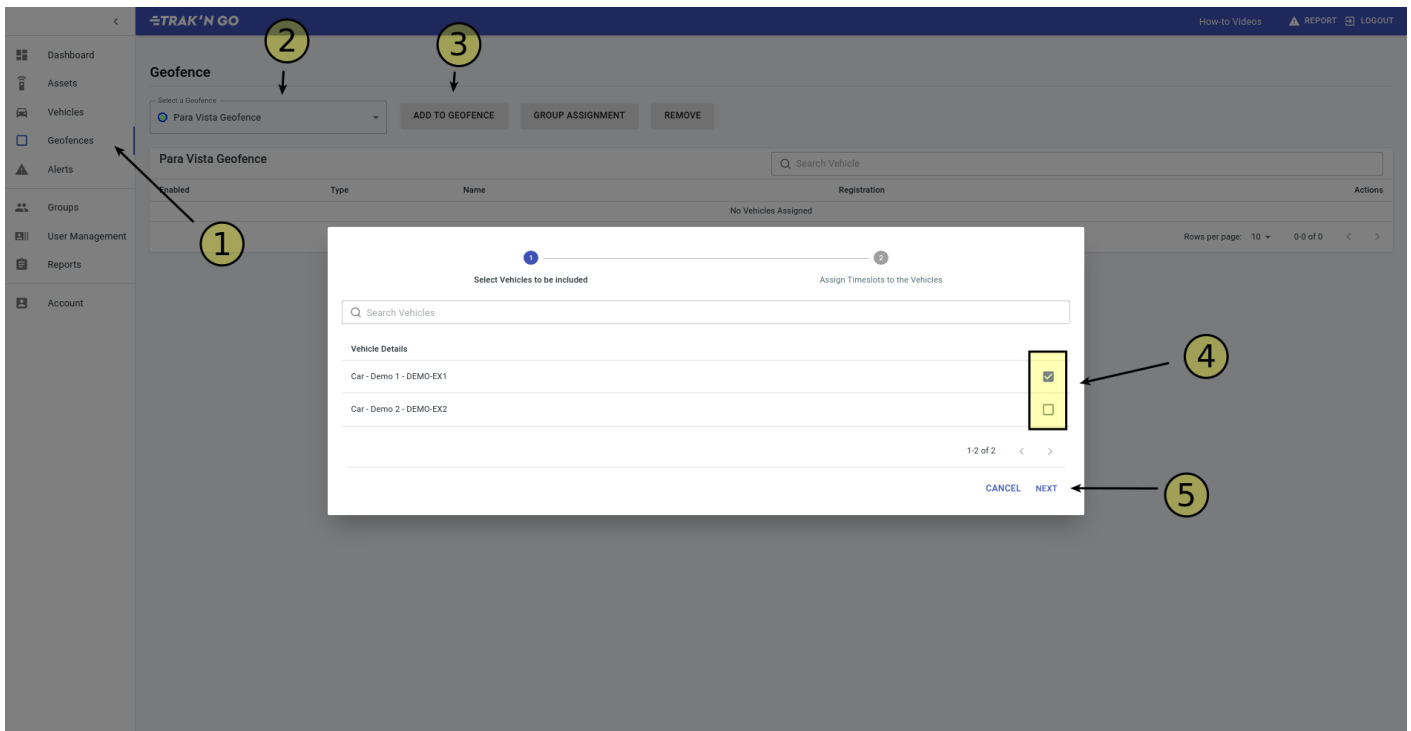 TRAK'N GO
How-to Videos
REPORT
LOGOUT
Dashboard
Assets
Vehicles
Geofences
Alerts
Groups
User Management
Reports
Account
1
2
3
Geofence
Select a Geofence
Para Vista Geofence
ADD TO GEOFENCE
GROUP ASSIGNMENT
REMOVE
Para Vista Geofence
Search Vehicle
Enabled Type Name Registration Actions
No Vehicles Assigned
Rows per page: 10 0-0 of 0
1
2
Select Vehicles to be included
Assign Timeslots to the Vehicles
Search Vehicles
Vehicle Details
Car - Demo 1 - DEMO-EX1
Car - Demo 2 - DEMO-EX2
4
1-2 of 2
CANCEL NEXT
5